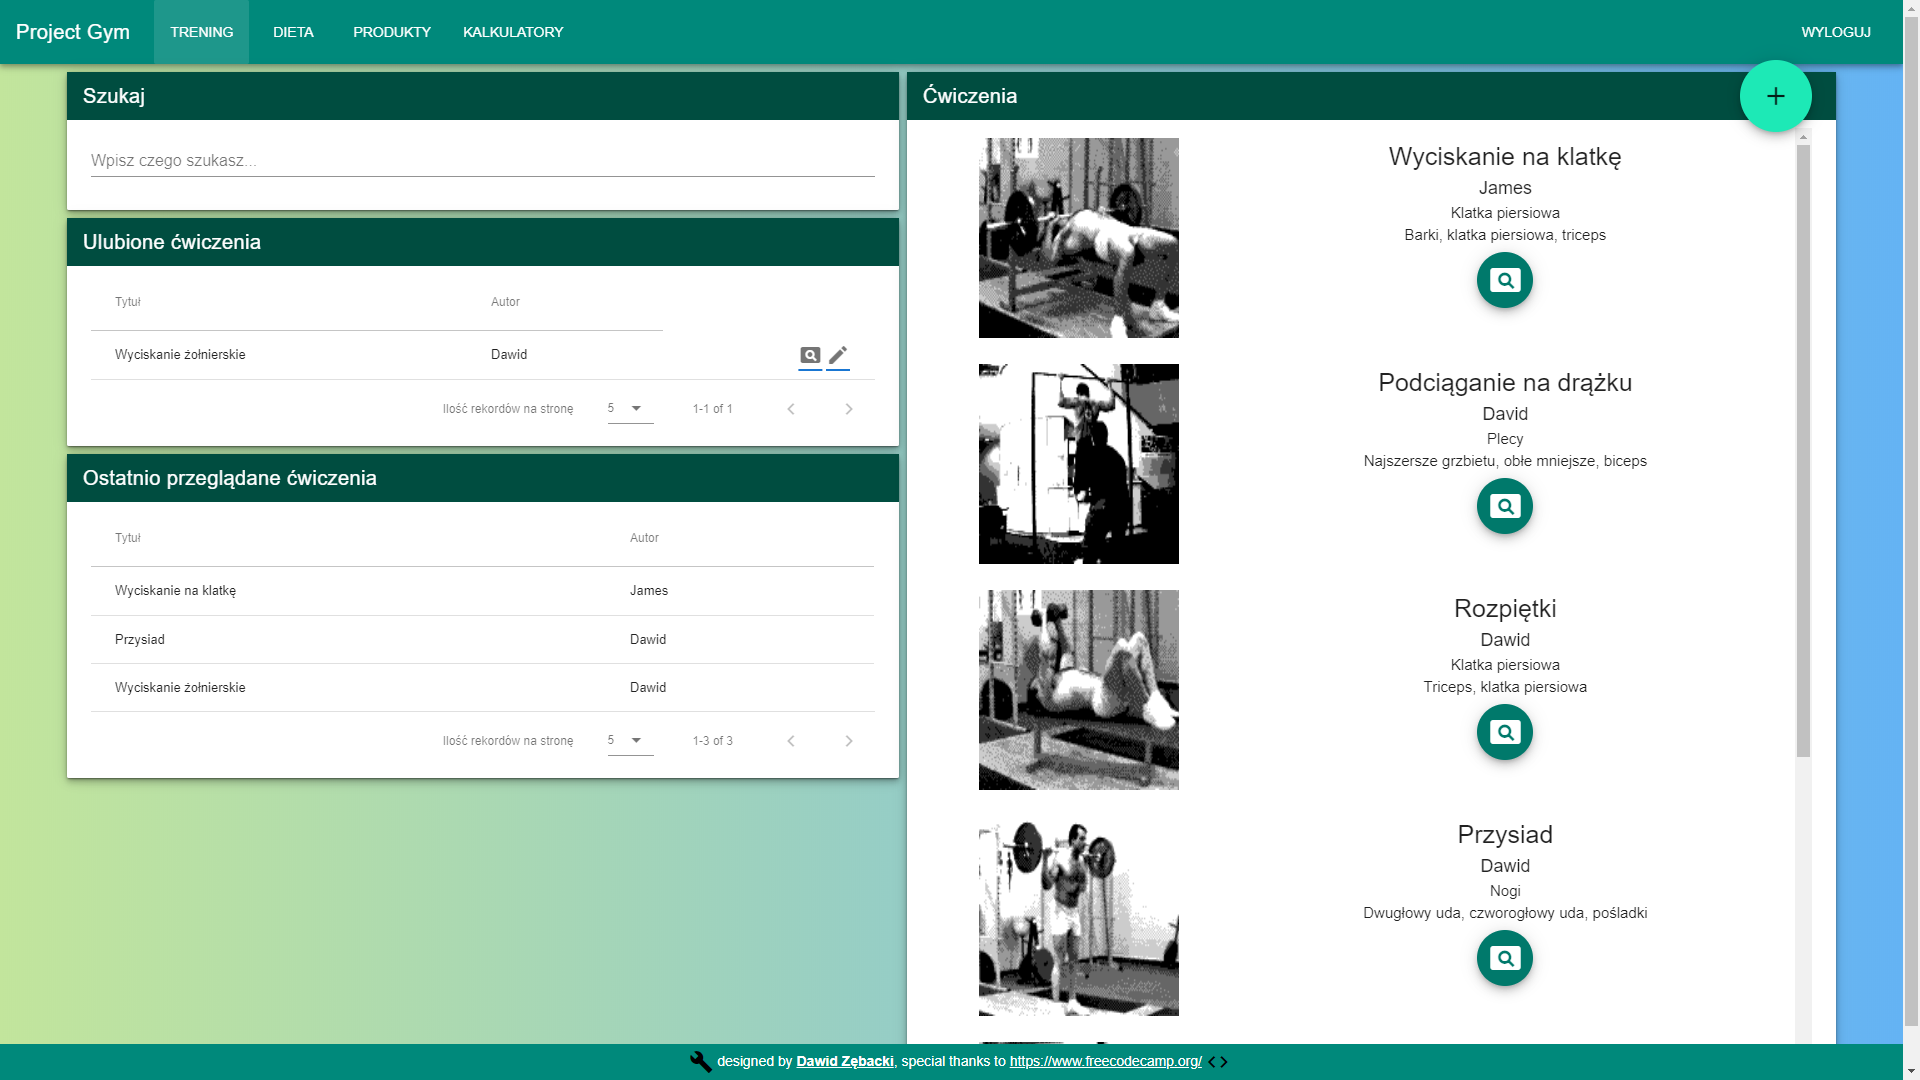 Project Gym
TRENING
DIETA
PRODUKTY
KALKULATORY
WYLOGUJ
Szukaj
Wpisz czego szukasz...
Ulubione ćwiczenia
Tytuł Autor
Wyciskanie żołnierskie Dawid
Ilość rekordów na stronę 5 1-1 of 1
Ostatnio przeglądane ćwiczenia
Tytuł Autor
Wyciskanie na klatkę James
Przysiad Dawid
Wyciskanie żołnierskie Dawid
Ilość rekordów na stronę 5 1-3 of 3
Ćwiczenia
+
Wyciskanie na klatkę
James
Klatka piersiowa
Barki, klatka piersiowa, triceps
Podciąganie na drążku
David
Plecy
Najszersze grzbietu, obłe mniejsze, biceps
Rozpiętki
Dawid
Klatka piersiowa
Triceps, klatka piersiowa
Przysiad
Dawid
Nogi
Dwugłowy uda, czworogłowy uda, pośladki
designed by Dawid Zębacki, special thanks to https://www.freecodecamp.org/